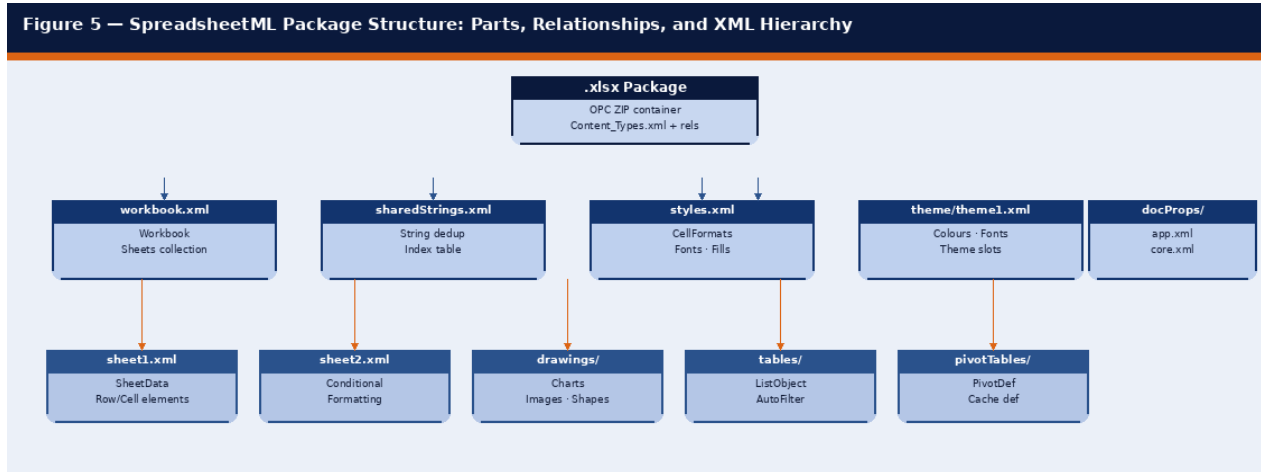 Figure 5 — SpreadsheetML Package Structure: Parts, Relationships, and XML Hierarchy
.xlsx Package
OPC ZIP container
Content_Types.xml + rels
workbook.xml
Workbook
Sheets collection
sharedStrings.xml
String dedup
Index table
styles.xml
CellFormats
Fonts · Fills
theme/theme1.xml
Colours · Fonts
Theme slots
docProps/
app.xml
core.xml
sheet1.xml
SheetData
Row/Cell elements
sheet2.xml
Conditional
Formatting
drawings/
Charts
Images · Shapes
tables/
ListObject
AutoFilter
pivotTables/
PivotDef
Cache def